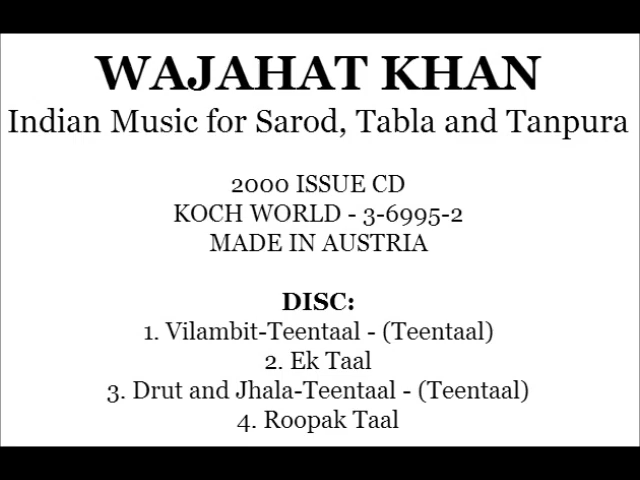 WAJAHAT KHAN
Indian Music for Sarod, Tabla and Tanpura
2000 ISSUE CD
KOCH WORLD - 3-6995-2
MADE IN AUSTRIA
DISC:
1. Vilambit-Teentaal - (Teentaal)
2. Ek Taal
3. Drut and Jhala-Teentaal - (Teentaal)
4. Roopak Taal